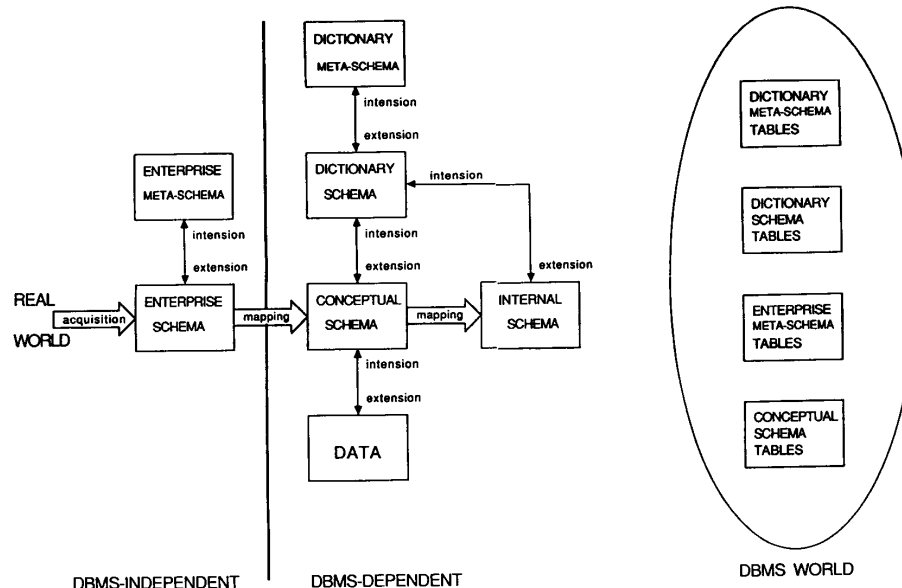 DICTIONARY
META-SCHEMA
intension
extension
ENTERPRISE
META-SCHEMA
intension
extension
DICTIONARY
SCHEMA
intension
intension
extension
extension
REAL
WORLD
acquisition
ENTERPRISE
SCHEMA
mapping
CONCEPTUAL
SCHEMA
mapping
INTERNAL
SCHEMA
intension
extension
DATA
DBMS-INDEPENDENT
DBMS-DEPENDENT
DICTIONARY
META-SCHEMA
TABLES
DICTIONARY
SCHEMA
TABLES
ENTERPRISE
META-SCHEMA
TABLES
CONCEPTUAL
SCHEMA
TABLES
DBMS WORLD